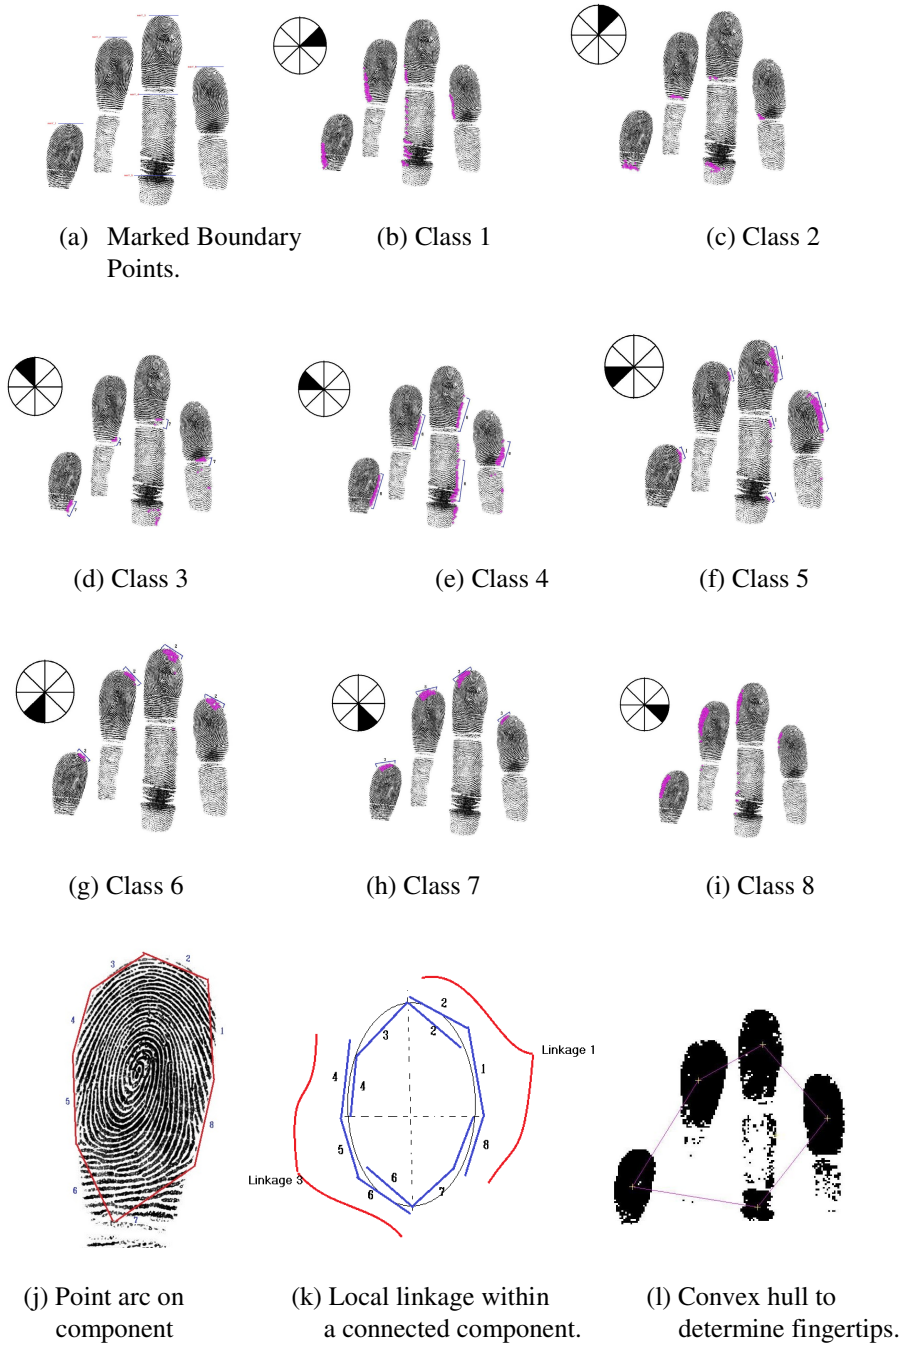 (a) Marked Boundary
Points.
(b) Class 1
(c) Class 2
(d) Class 3
(e) Class 4
(f) Class 5
(g) Class 6
(h) Class 7
(i) Class 8
3
2
4
1
5
8
6
7
2
3
2
Linkage 1
4
4
1
5
8
6
Linkage 3
6
7
(j) Point arc on
component
(k) Local linkage within
a connected component.
(l) Convex hull to
determine fingertips.